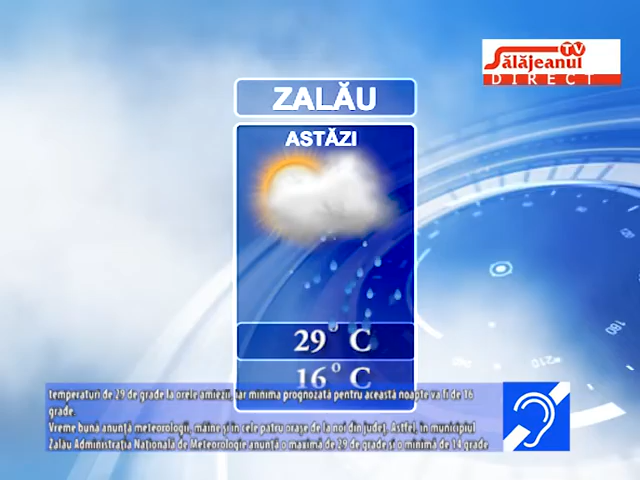 Sălăjeanul TV
DIRECT
ZALĂU
ASTĂZI
29° C
16° C
temperaturi de 29 de grade la orele amiezii, iar minima prognozată pentru această noapte va fi de 16
grade.
Vreme bună anunță meteorologii, mâine și în cele patru orașe de la noi din județ. Astfel, în municipiul
Zalău Administrația Națională de Meteorologie anunță o maximă de 29 de grade și o minimă de 14 grade
180
210